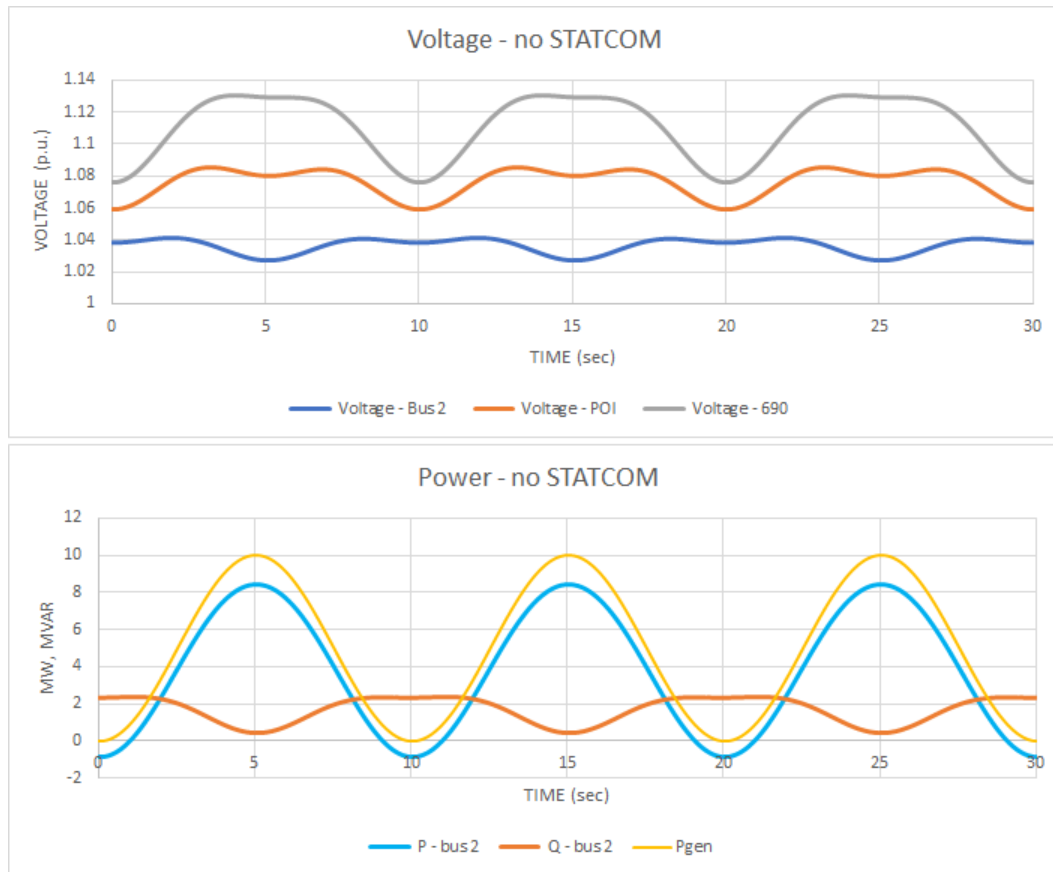 Voltage - no STATCOM
VOLTAGE (p.u.)
1.14
1.12
1.1
1.08
1.06
1.04
1.02
1
0 5 10 15 20 25 30
TIME (sec)
Voltage - Bus 2 Voltage - POI Voltage - 690
Power - no STATCOM
MW, MVAR
12
10
8
6
4
2
0
-2
0 5 10 15 20 25 30
TIME (sec)
P - bus 2 Q - bus 2 Pgen